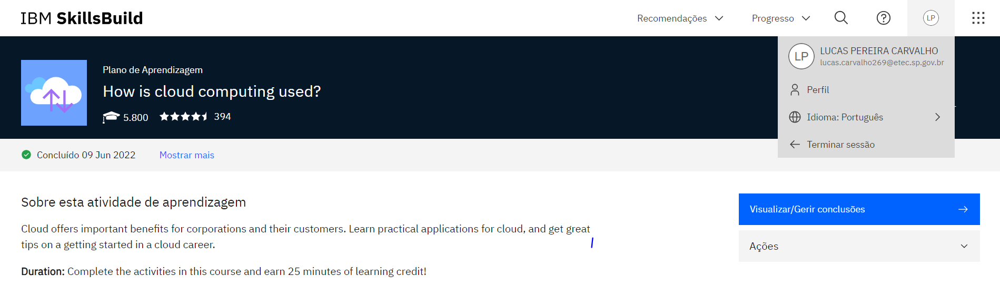 IBM SkillsBuild
Recomendações
Progresso
LP
LP
LUCAS PEREIRA CARVALHO
lucas.carvalho269@etec.sp.gov.br
Perfil
Idioma: Português
Terminar sessão
Plano de Aprendizagem
How is cloud computing used?
5.800 394
Concluído 09 Jun 2022 Mostrar mais
Sobre esta atividade de aprendizagem
Cloud offers important benefits for corporations and their customers. Learn practical applications for cloud, and get great
tips on a getting started in a cloud career.
Duration: Complete the activities in this course and earn 25 minutes of learning credit!
Visualizar/Gerir conclusões
Ações